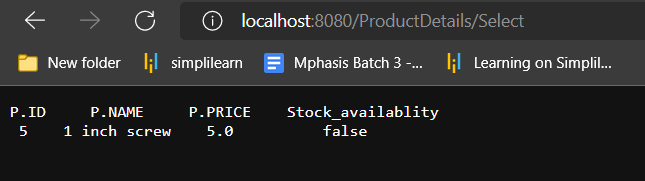 localhost:8080/ProductDetails/Select
New folder simplilearn Mphasis Batch 3 -... Learning on Simplil...
P.ID P.NAME P.PRICE Stock_availablity
5 1 inch screw 5.0 false